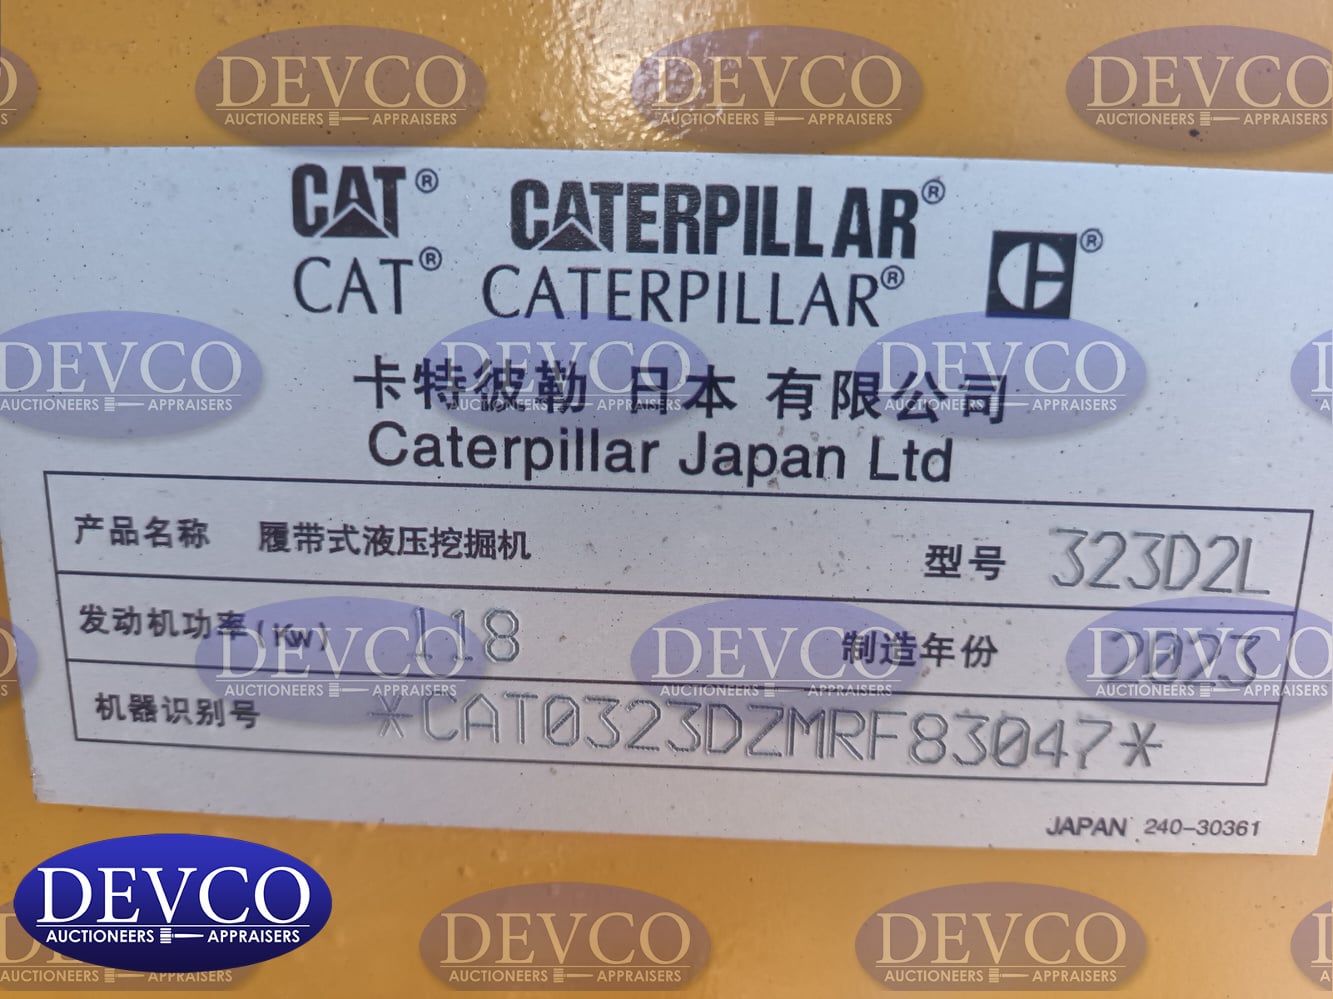 CAT® CATERPILLAR®
CAT® CATERPILLAR®
卡特彼勒 日本 有限公司
Caterpillar Japan Ltd
产品名称 履带式液压挖掘机 型号 323D2L
发动机功率(Kw) 118 制造年份 2023
机器识别号 *CAT0323DZMRF83047*
JAPAN 240-30361
DEVCO
AUCTIONEERS APPRAISERS